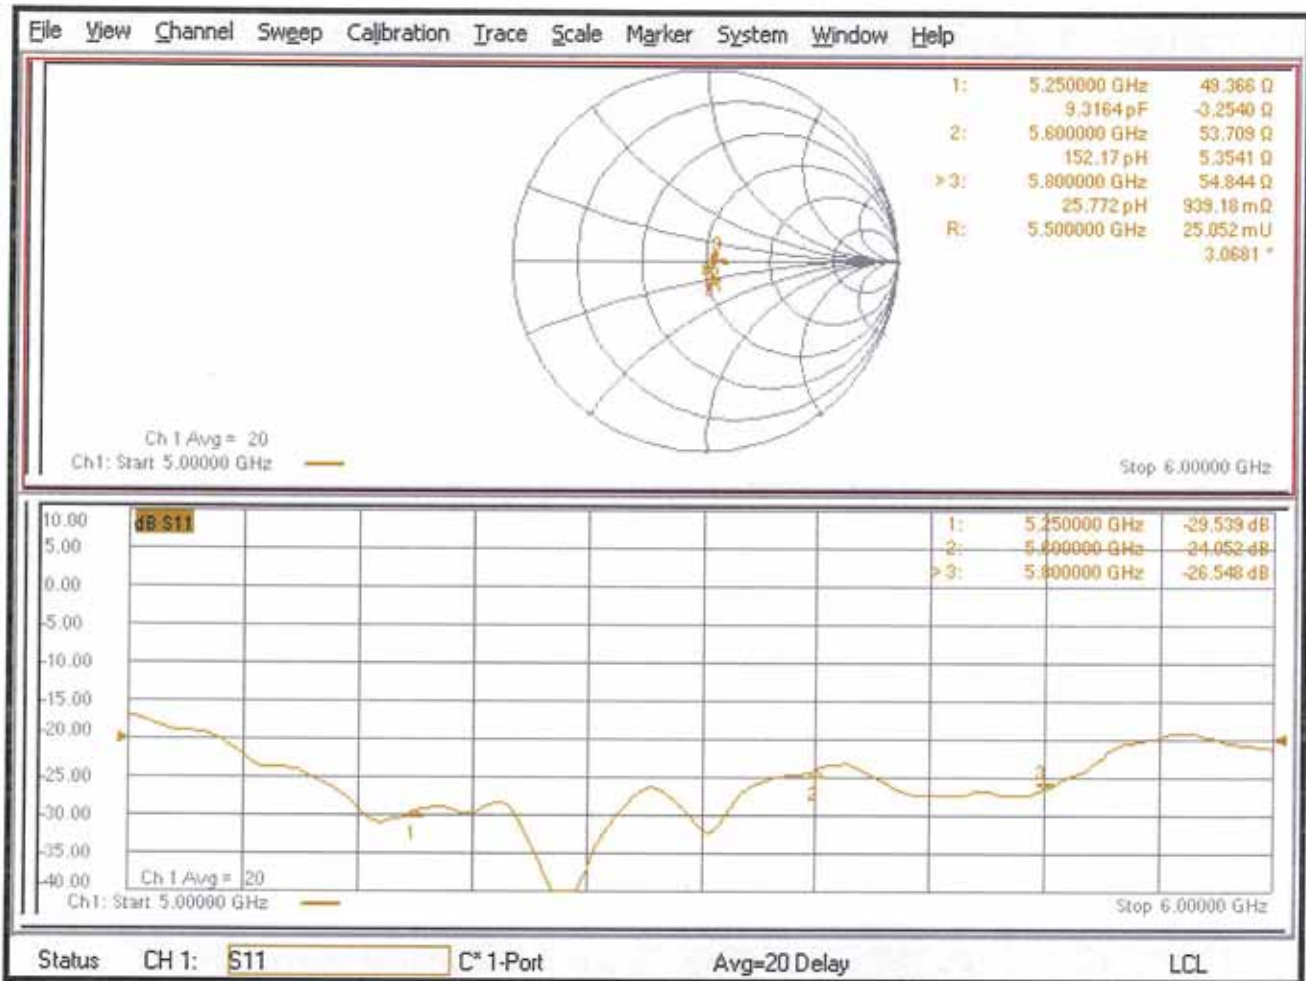 File View Channel Sweep Calibration Trace Scale Marker System Window Help
1: 5.250000 GHz 49.366 Ω
9.3164 pF -3.2540 Ω
2: 5.600000 GHz 53.709 Ω
152.17 pH 5.3541 Ω
> 3: 5.800000 GHz 54.844 Ω
25.772 pH 939.18 mΩ
R: 5.500000 GHz 25.052 mU
3.0681 °
Ch 1 Avg = 20
Ch1: Start 5.00000 GHz Stop 6.00000 GHz
10.00 dB S11
5.00
0.00
-5.00
-10.00
-15.00
-20.00
-25.00
-30.00
-35.00
-40.00
1: 5.250000 GHz -29.539 dB
2: 5.600000 GHz -24.052 dB
> 3: 5.800000 GHz -26.548 dB
1
2
Ch 1 Avg = 20
Ch1: Start 5.00000 GHz Stop 6.00000 GHz
Status CH 1: S11 C* 1-Port Avg=20 Delay LCL